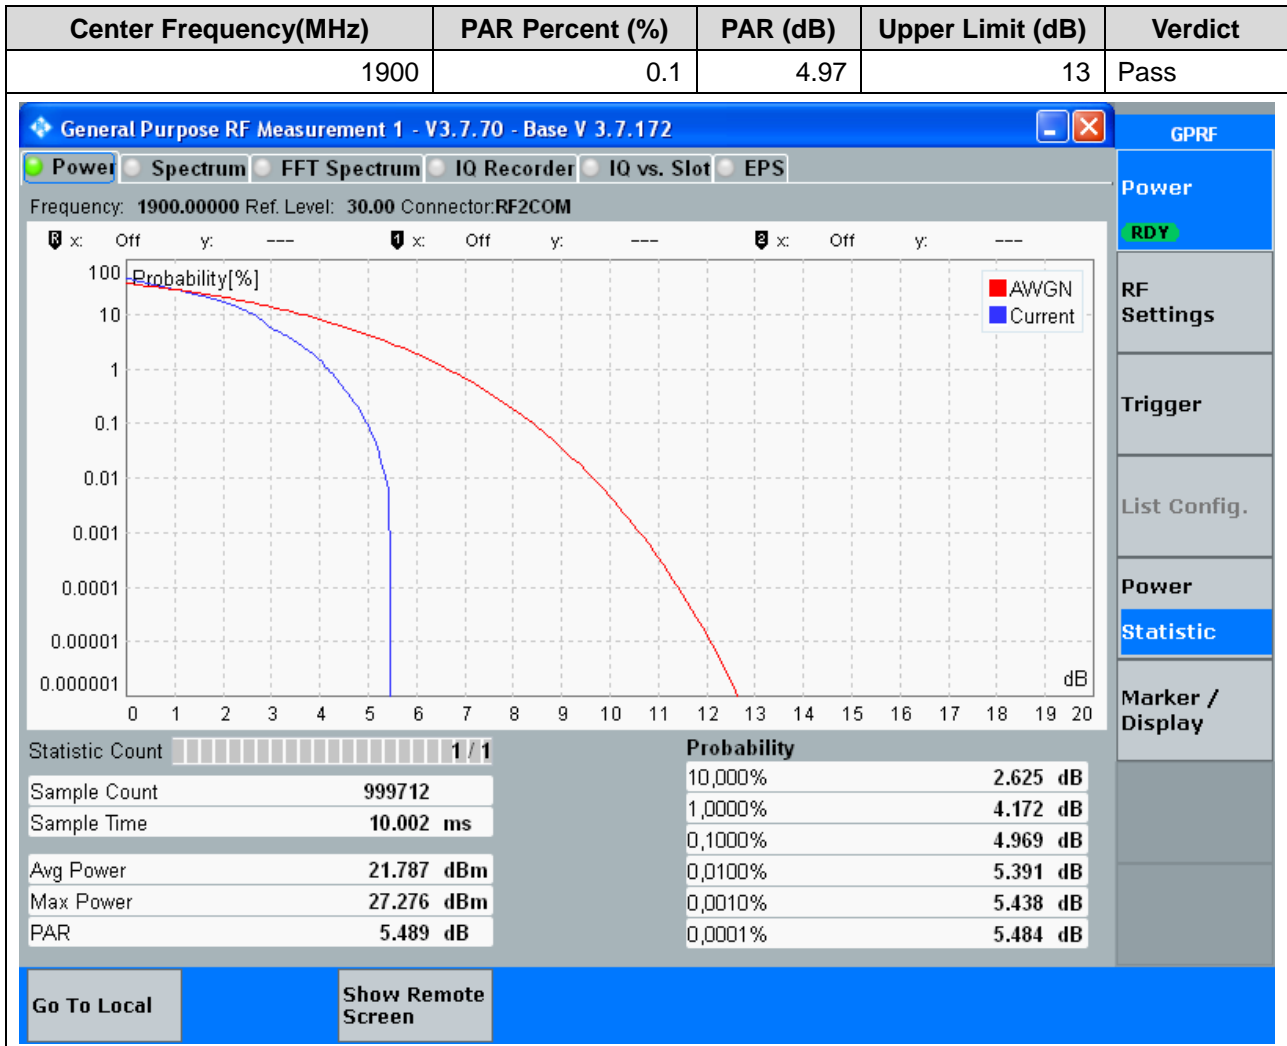 Center Frequency(MHz) PAR Percent (%) PAR (dB) Upper Limit (dB) Verdict
1900 0.1 4.97 13 Pass
General Purpose RF Measurement 1 - V3.7.70 - Base V 3.7.172
GPRF
Power Spectrum FFT Spectrum IQ Recorder IQ vs. Slot EPS
Power
RDY
Frequency: 1900.00000 Ref. Level: 30.00 Connector:RF2COM
R x: Off y: --- 1 x: Off y: --- 2 x: Off y: ---
Probability[%]
AWGN
Current
100
10
1
0.1
0.01
0.001
0.0001
0.00001
0.000001
dB
0 1 2 3 4 5 6 7 8 9 10 11 12 13 14 15 16 17 18 19 20
RF
Settings
Trigger
List Config.
Power
Statistic
Marker /
Display
Statistic Count 1 / 1
Sample Count 999712
Sample Time 10.002 ms
Avg Power 21.787 dBm
Max Power 27.276 dBm
PAR 5.489 dB
Probability
10,000% 2.625 dB
1,0000% 4.172 dB
0,1000% 4.969 dB
0,0100% 5.391 dB
0,0010% 5.438 dB
0,0001% 5.484 dB
Go To Local
Show Remote
Screen